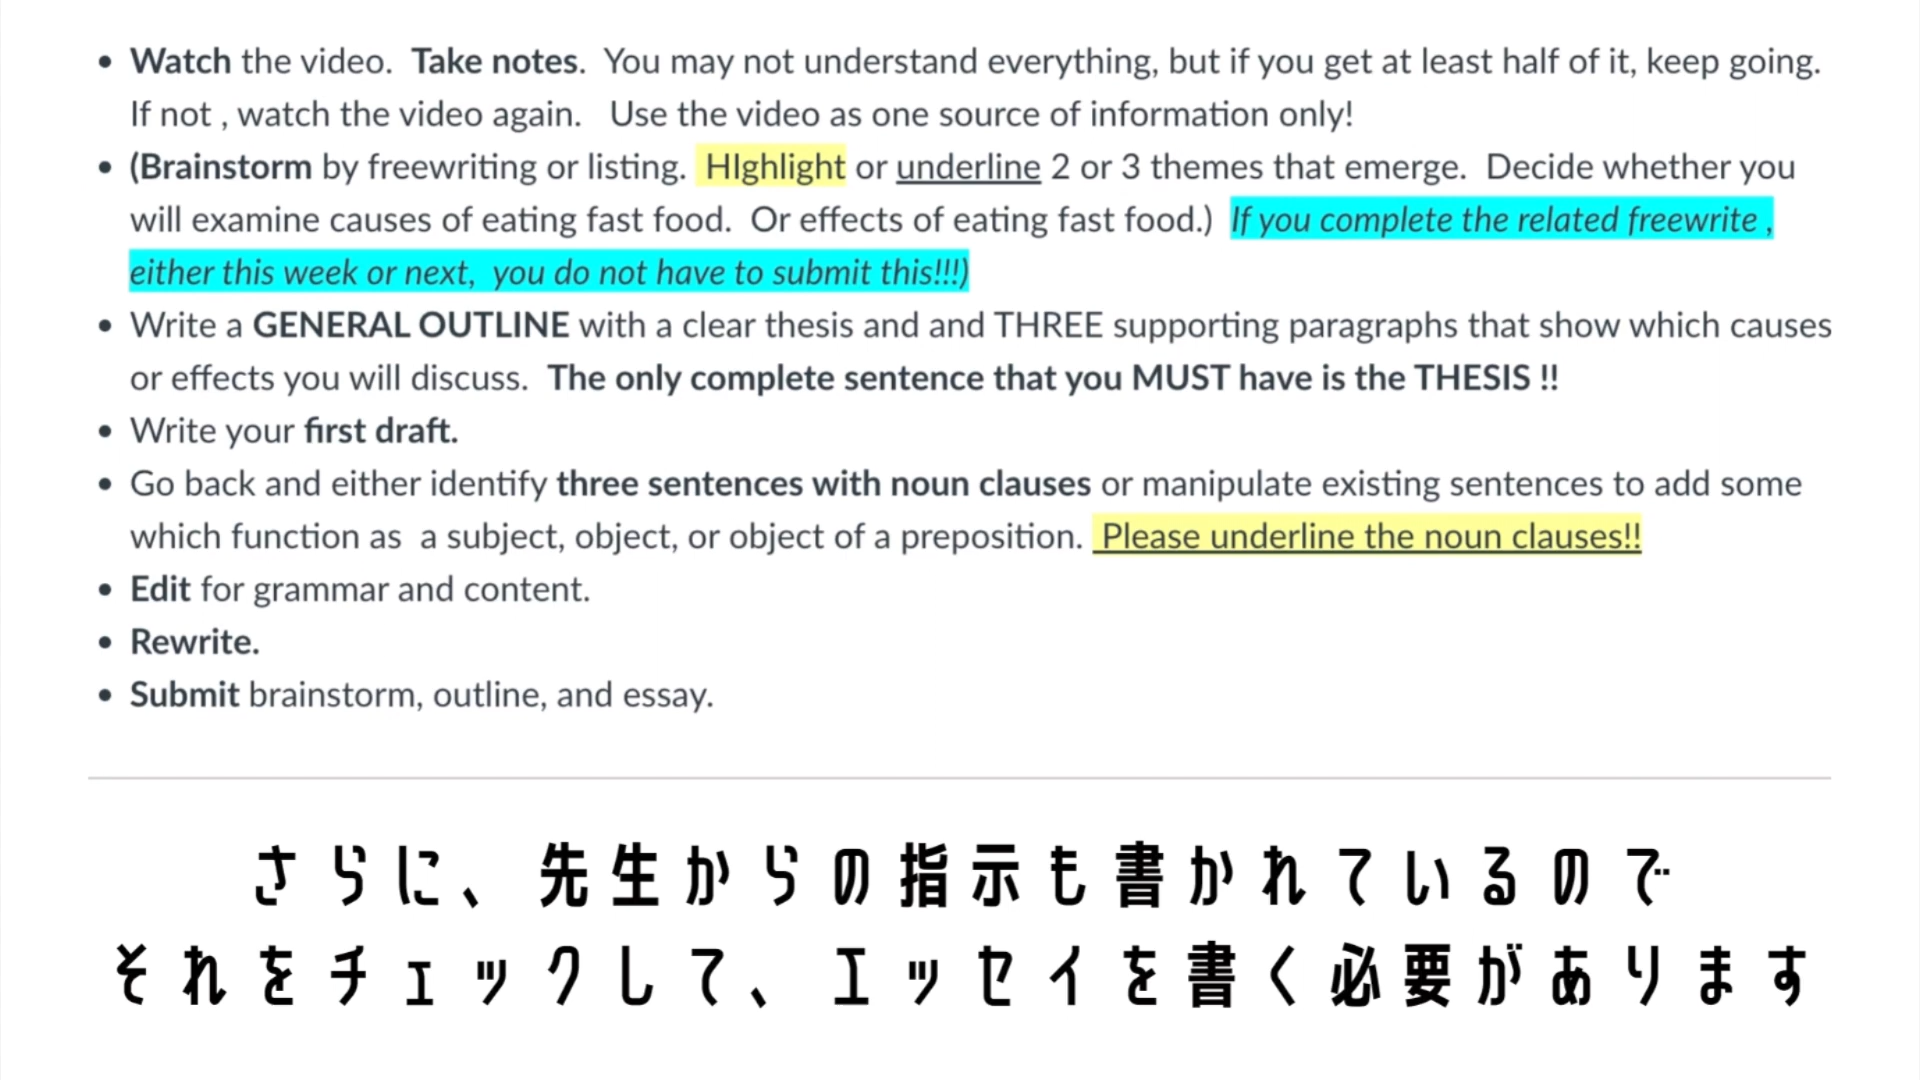 • Watch the video.  Take notes.  You may not understand everything, but if you get at least half of it, keep going.
If not , watch the video again.   Use the video as one source of information only!
• (Brainstorm by freewriting or listing.  HIghlight or underline 2 or 3 themes that emerge.  Decide whether you
will examine causes of eating fast food.  Or effects of eating fast food.)  If you complete the related freewrite ,
either this week or next,  you do not have to submit this!!!)
• Write a GENERAL OUTLINE with a clear thesis and and THREE supporting paragraphs that show which causes
or effects you will discuss.  The only complete sentence that you MUST have is the THESIS !!
• Write your first draft.
• Go back and either identify three sentences with noun clauses or manipulate existing sentences to add some
which function as  a subject, object, or object of a preposition.  Please underline the noun clauses!!
• Edit for grammar and content.
• Rewrite.
• Submit brainstorm, outline, and essay.
さらに、先生からの指示も書かれているので
それをチェックして、エッセイを書く必要があります